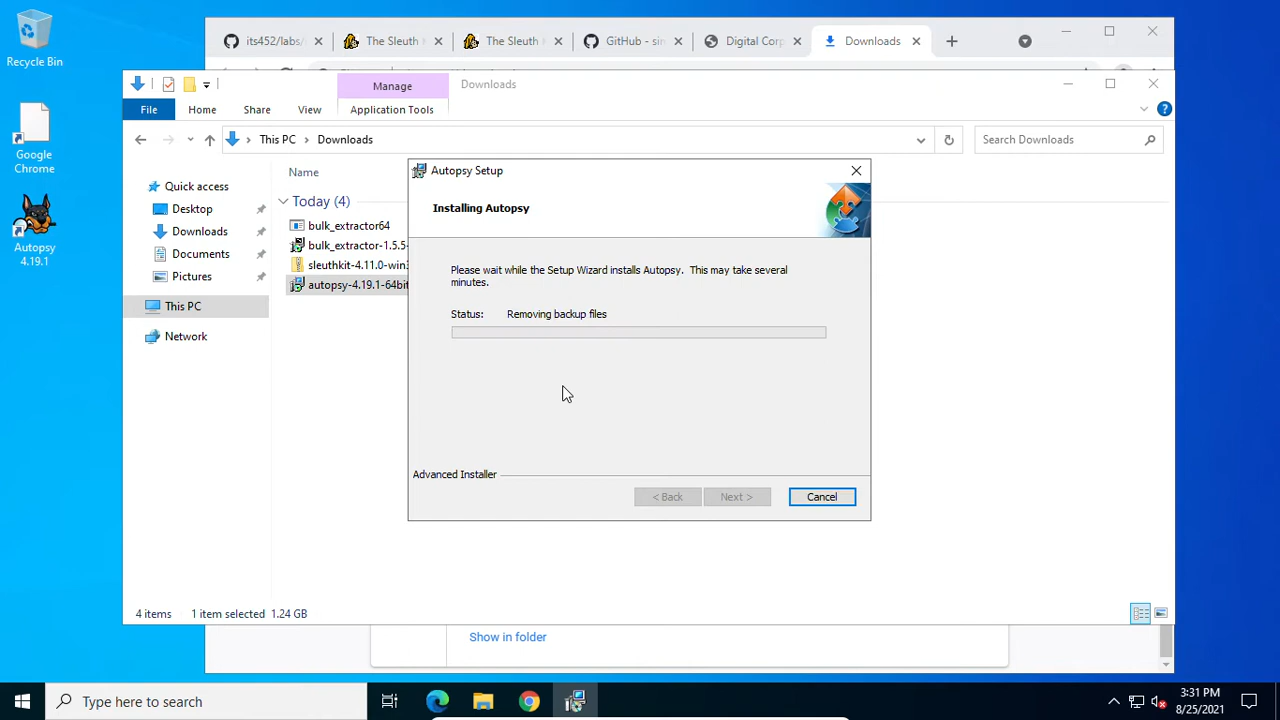 Recycle Bin
Google
Chrome
Autopsy
4.19.1
its452/labs/
The Sleuth
The Sleuth
GitHub - sin
Digital Corp
Downloads
Manage
Downloads
File
Home
Share
View
Application Tools
This PC
Downloads
Search Downloads
Quick access
Desktop
Downloads
Documents
Pictures
This PC
Network
Name
Today (4)
bulk_extractor64
bulk_extractor-1.5.5-
sleuthkit-4.11.0-win3
autopsy-4.19.1-64bit
Autopsy Setup
Installing Autopsy
Please wait while the Setup Wizard installs Autopsy. This may take several
minutes.
Status:
Removing backup files
Advanced Installer
< Back
Next >
Cancel
4 items
1 item selected
1.24 GB
Show in folder
Type here to search
3:31 PM
8/25/2021